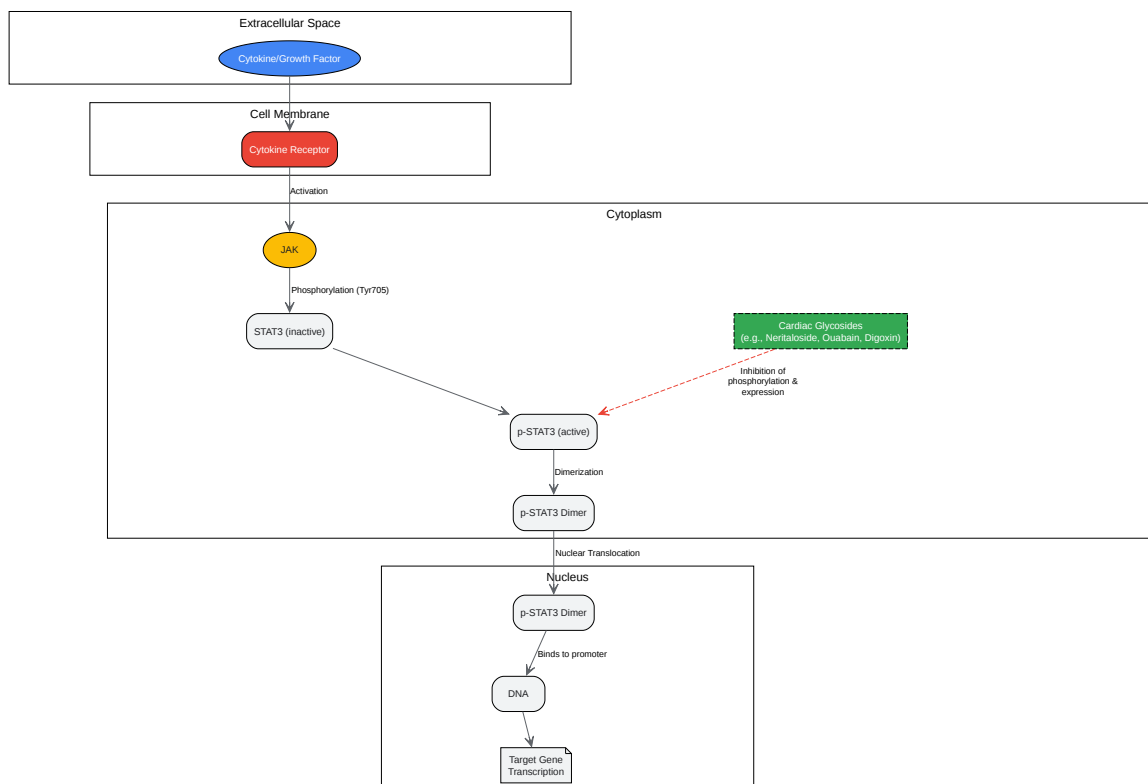 Extracellular Space
Cytokine/Growth Factor
Cell Membrane
Cytokine Receptor
Activation
Cytoplasm
JAK
Phosphorylation (Tyr705)
STAT3 (inactive)
Cardiac Glycosides
(e.g., Neritaloside, Ouabain, Digoxin)
Inhibition of
phosphorylation &
expression
p-STAT3 (active)
Dimerization
p-STAT3 Dimer
Nuclear Translocation
Nucleus
p-STAT3 Dimer
Binds to promoter
DNA
Target Gene
Transcription